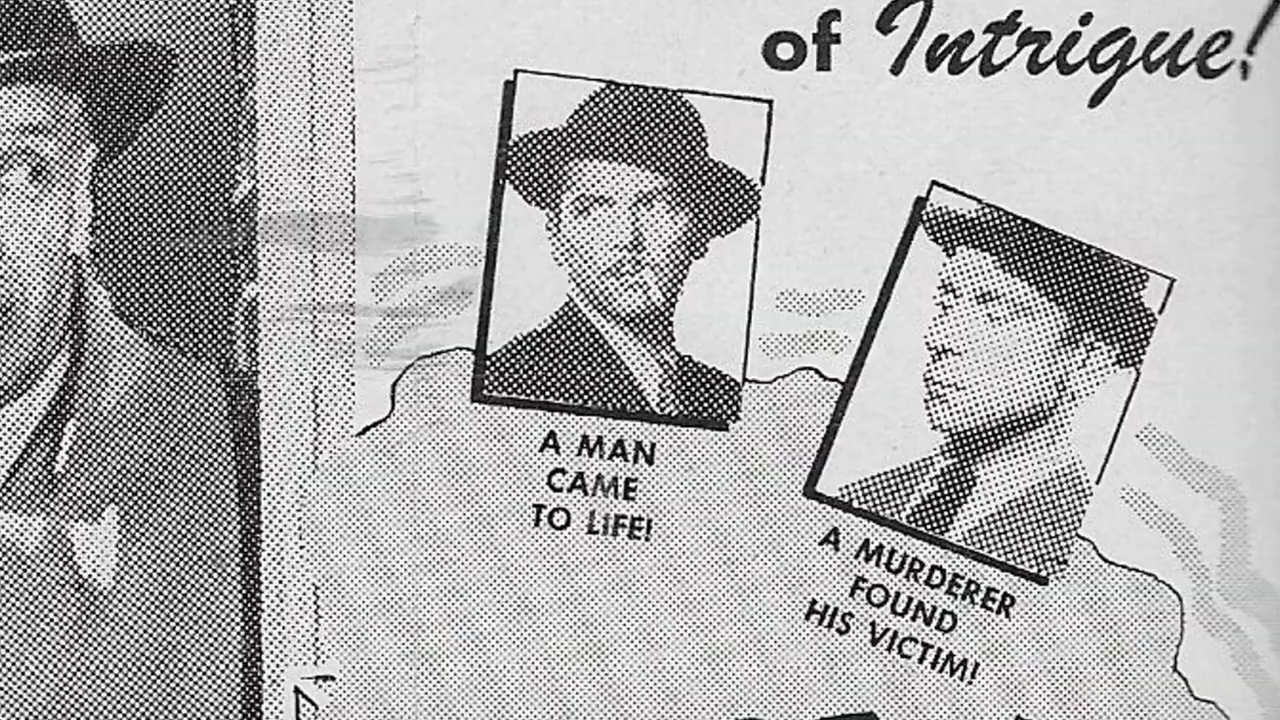 of Intrigue!
A MAN
CAME
TO LIFE!
A MURDERER
FOUND
HIS VICTIM!